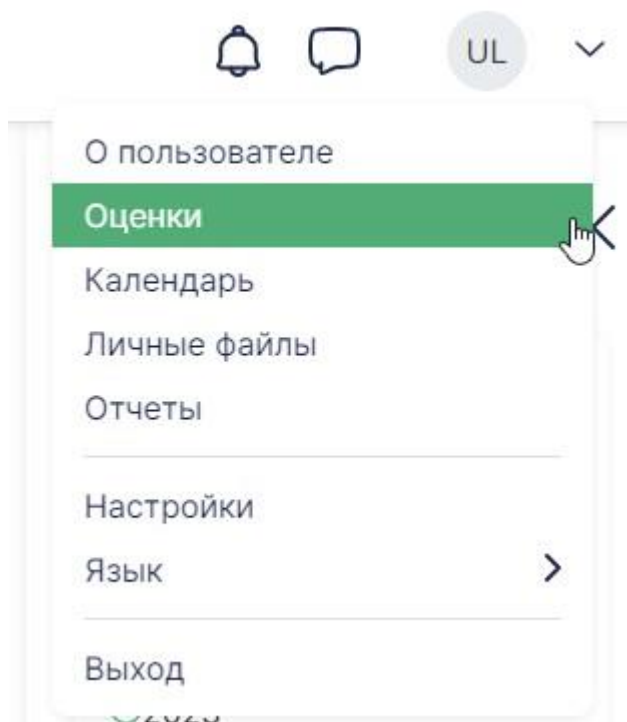 UL
О пользователе
Оценки
Календарь
Личные файлы
Отчеты
Настройки
Язык
Выход